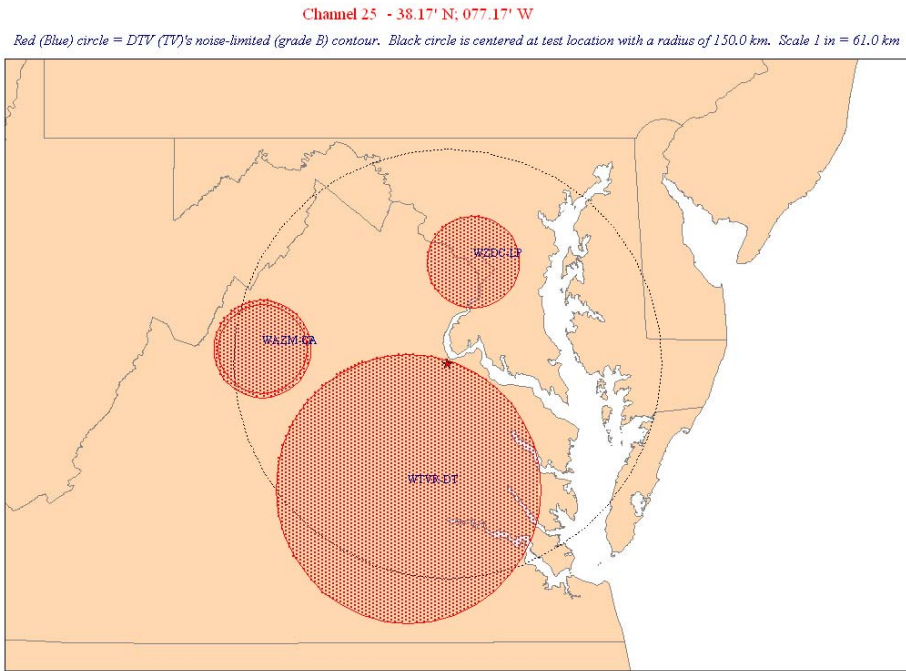 Channel 25 - 38.17' N; 077.17' W
Red (Blue) circle = DTV (TV)'s noise-limited (grade B) contour. Black circle is centered at test location with a radius of 150.0 km. Scale 1 in = 61.0 km
WZDC-LP
WAZM-CA
WTVR-DT